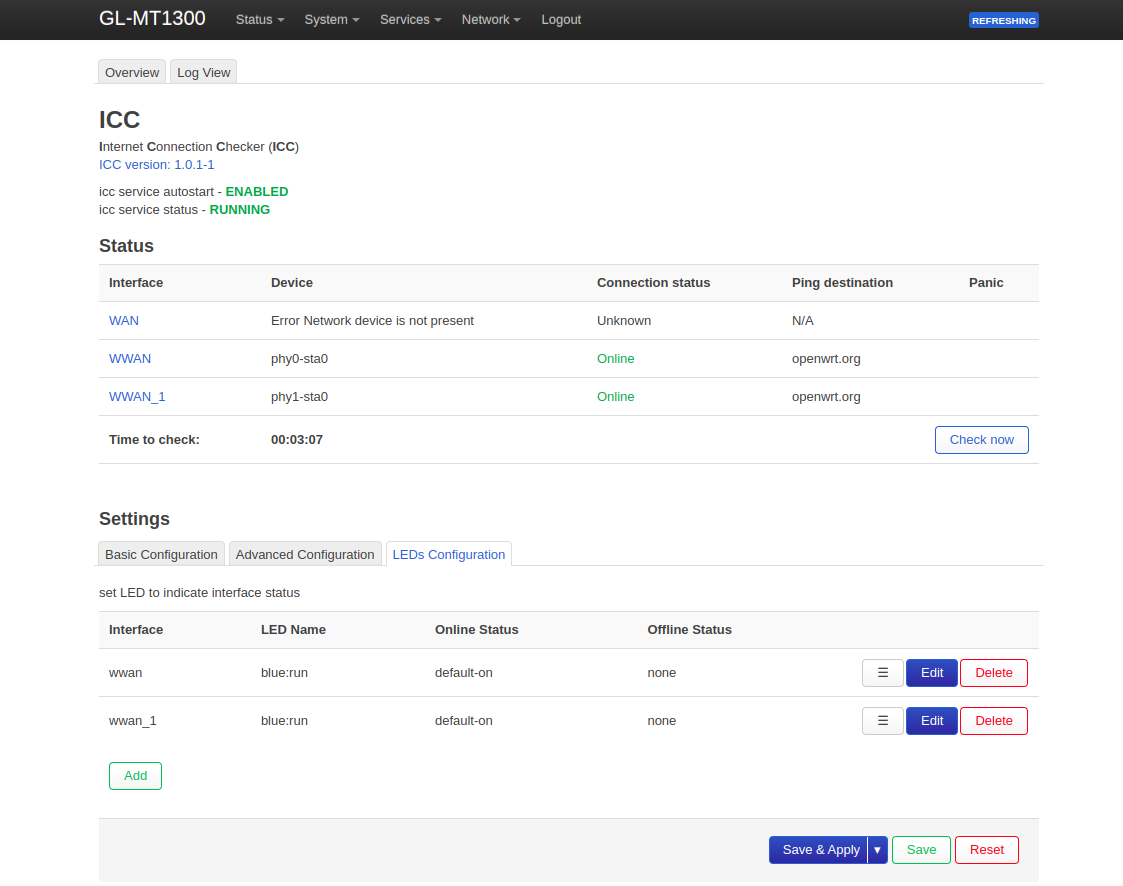 GL-MT1300 Status System Services Network Logout REFRESHING
Overview Log View
ICC
Internet Connection Checker (ICC)
ICC version: 1.0.1-1
icc service autostart - ENABLED
icc service status - RUNNING
Status
Interface Device Connection status Ping destination Panic
WAN Error Network device is not present Unknown N/A
WWAN phy0-sta0 Online openwrt.org
WWAN_1 phy1-sta0 Online openwrt.org
Time to check: 00:03:07 Check now
Settings
Basic Configuration Advanced Configuration LEDs Configuration
set LED to indicate interface status
Interface LED Name Online Status Offline Status
wwan blue:run default-on none ☰ Edit Delete
wwan_1 blue:run default-on none ☰ Edit Delete
Add
Save & Apply ▾ Save Reset